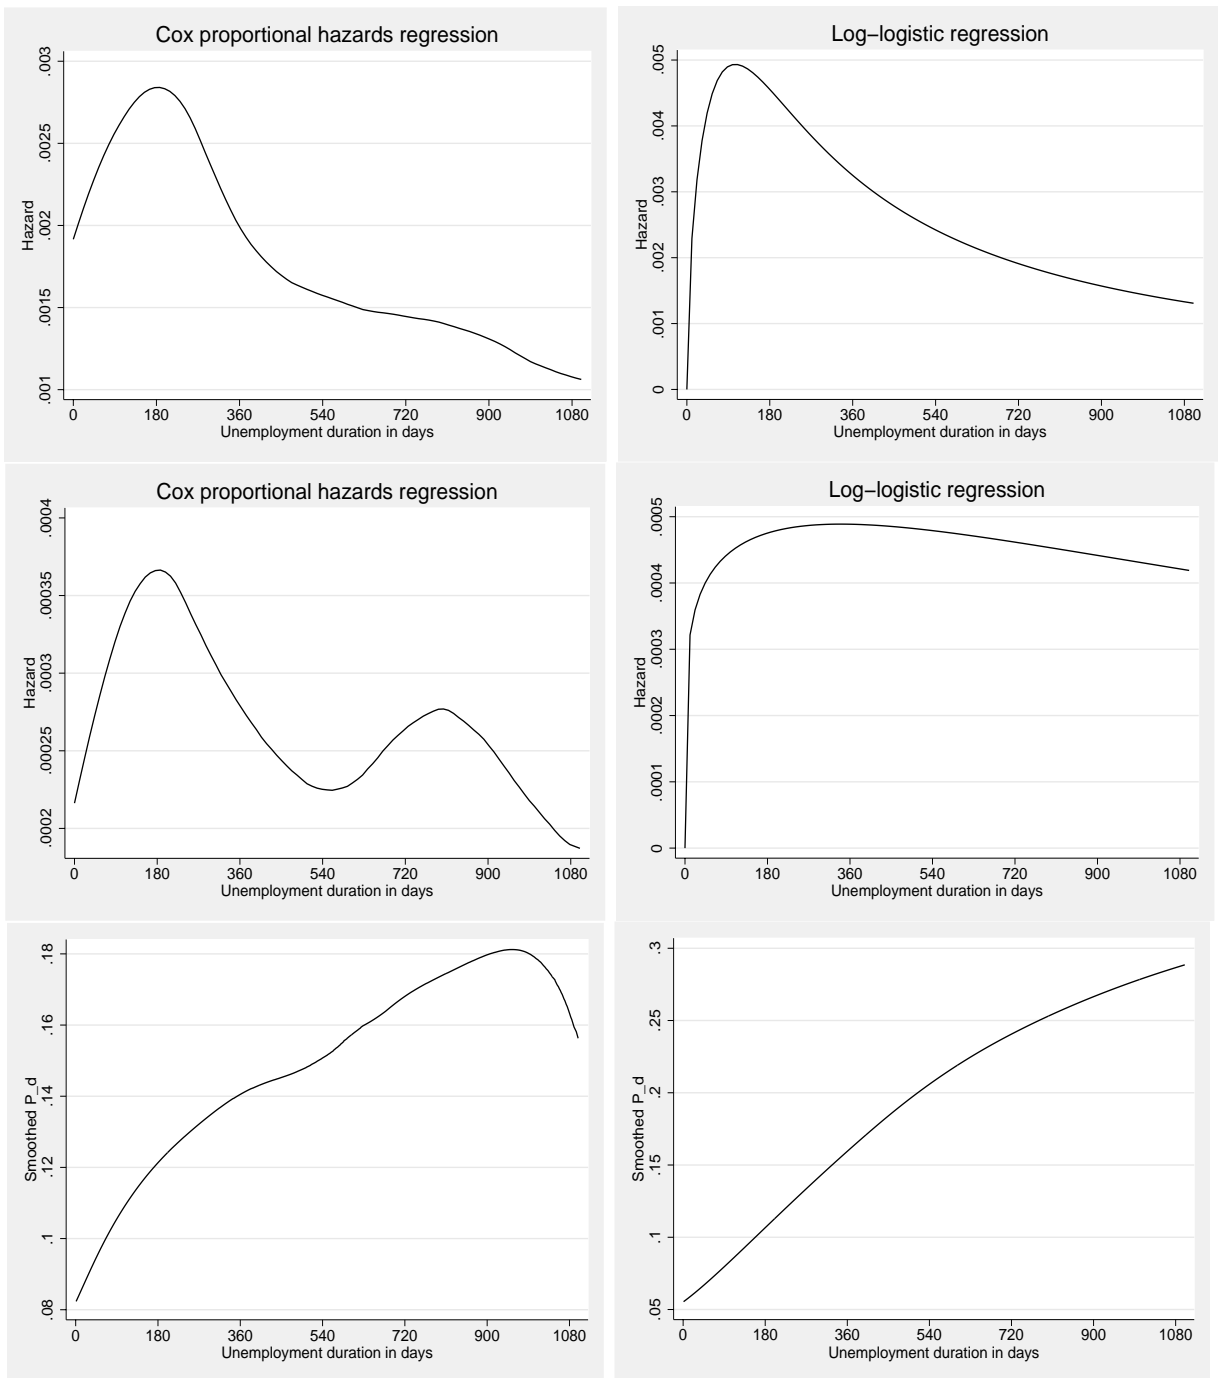 Cox proportional hazards regression
Hazard
.003
.0025
.002
.0015
.001
0 180 360 540 720 900 1080
Unemployment duration in days
Log−logistic regression
Hazard
.005
.004
.003
.002
.001
0
0 180 360 540 720 900 1080
Unemployment duration in days
Cox proportional hazards regression
Hazard
.0004
.00035
.0003
.00025
.0002
0 180 360 540 720 900 1080
Unemployment duration in days
Log−logistic regression
Hazard
.0005
.0004
.0003
.0002
.0001
0
0 180 360 540 720 900 1080
Unemployment duration in days
Smoothed P_d
.18
.16
.14
.12
.1
.08
0 180 360 540 720 900 1080
Unemployment duration in days
Smoothed P_d
.3
.25
.2
.15
.1
.05
0 180 360 540 720 900 1080
Unemployment duration in days